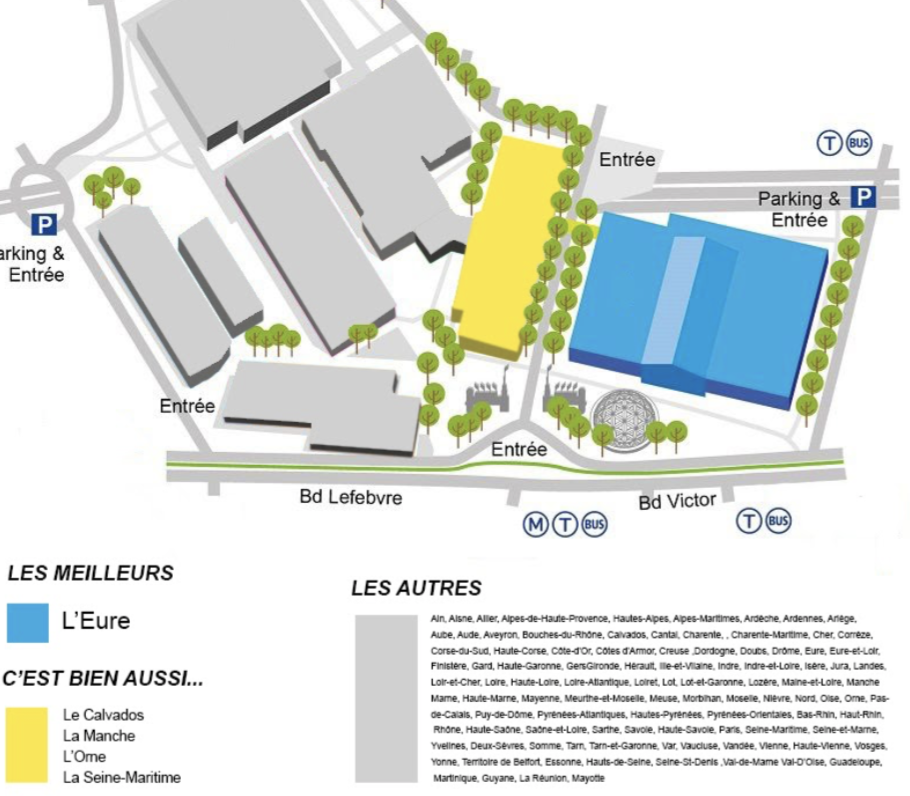 Entrée
T BUS
Parking &
Entrée
P
P
arking &
Entrée
Entrée
Entrée
Bd Lefebvre
Bd Victor
M T BUS
T BUS
LES MEILLEURS
L'Eure
C'EST BIEN AUSSI...
Le Calvados
La Manche
L'Orne
La Seine-Maritime
LES AUTRES
Ain, Aisne, Allier, Alpes-de-Haute-Provence, Hautes-Alpes, Alpes-Maritimes, Ardèche, Ardennes, Ariège,
Aube, Aude, Aveyron, Bouches-du-Rhône, Calvados, Cantal, Charente, , Charente-Maritime, Cher, Corrèze,
Corse-du-Sud, Haute-Corse, Côte-d'Or, Côtes d'Armor, Creuse ,Dordogne, Doubs, Drôme, Eure, Eure-et-Loir,
Finistère, Gard, Haute-Garonne, GersGironde, Hérault, Ille-et-Vilaine, Indre, Indre-et-Loire, Isère, Jura, Landes,
Loir-et-Cher, Loire, Haute-Loire, Loire-Atlantique, Loiret, Lot, Lot-et-Garonne, Lozère, Maine-et-Loire, Manche
Marne, Haute-Marne, Mayenne, Meurthe-et-Moselle, Meuse, Morbihan, Moselle, Nièvre, Nord, Oise, Orne, Pas-
de-Calais, Puy-de-Dôme, Pyrénées-Atlantiques, Hautes-Pyrénées, Pyrénées-Orientales, Bas-Rhin, Haut-Rhin,
Rhône, Haute-Saône, Saône-et-Loire, Sarthe, Savoie, Haute-Savoie, Paris, Seine-Maritime, Seine-et-Marne,
Yvelines, Deux-Sèvres, Somme, Tarn, Tarn-et-Garonne, Var, Vaucluse, Vandée, Vienne, Haute-Vienne, Vosges,
Yonne, Territoire de Belfort, Essonne, Hauts-de-Seine, Seine-St-Denis ,Val-de-Marne Val-D'Oise, Guadeloupe,
Martinique, Guyane, La Réunion, Mayotte